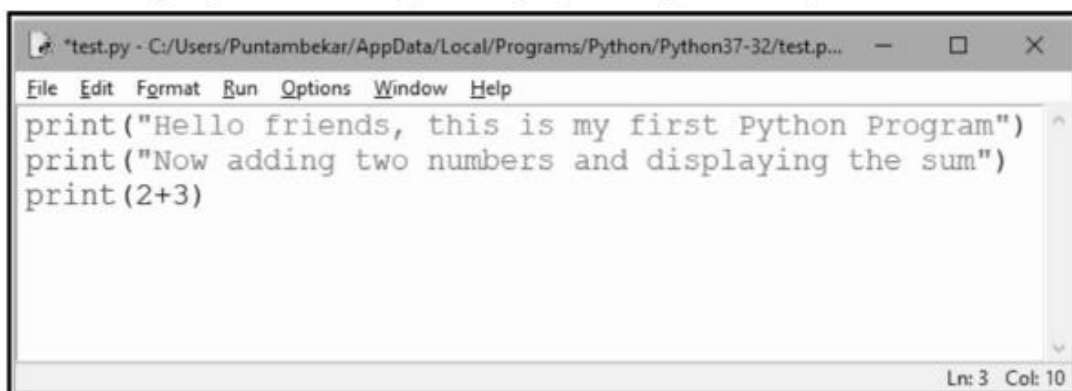 *test.py - C:/Users/Puntambekar/AppData/Local/Programs/Python/Python37-32/test.p...
File Edit Format Run Options Window Help
print("Hello friends, this is my first Python Program")
print("Now adding two numbers and displaying the sum")
print(2+3)
Ln: 3 Col: 10